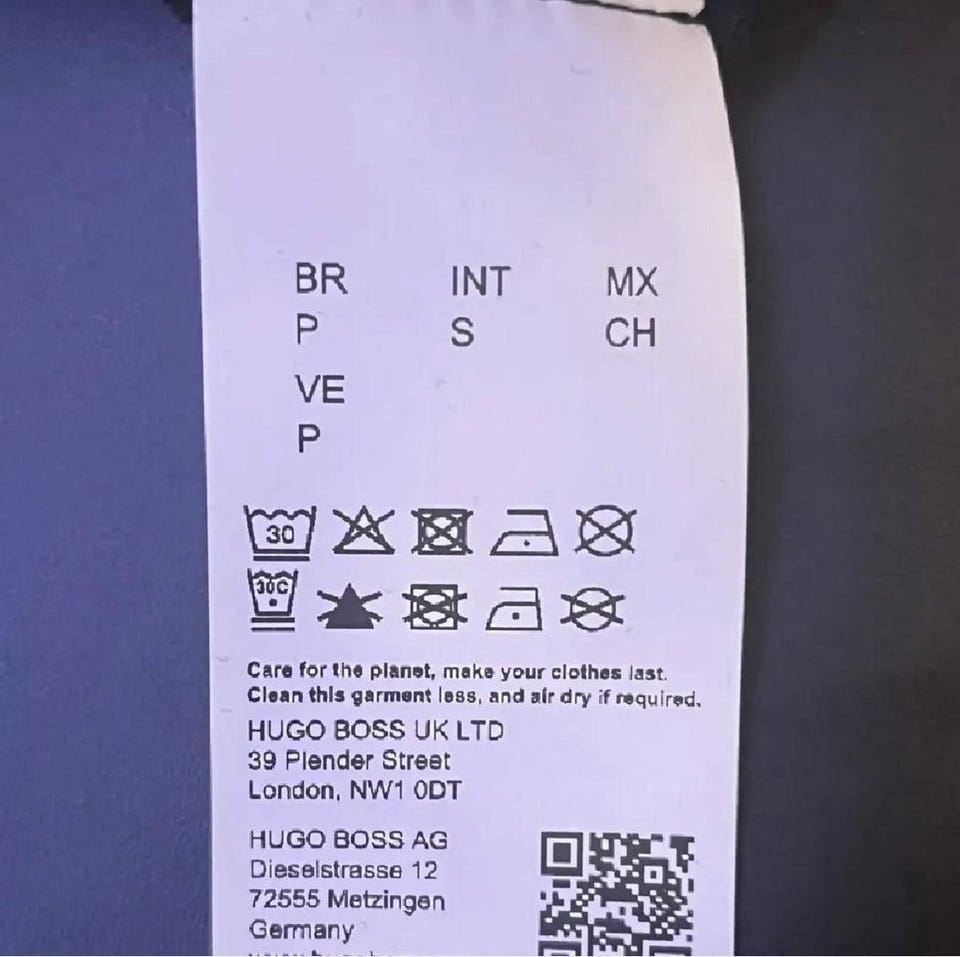 BR INT MX
P S CH
VE
P
30
30C
Care for the planet, make your clothes last.
Clean this garment less, and air dry if required.
HUGO BOSS UK LTD
39 Plender Street
London, NW1 0DT
HUGO BOSS AG
Dieselstrasse 12
72555 Metzingen
Germany